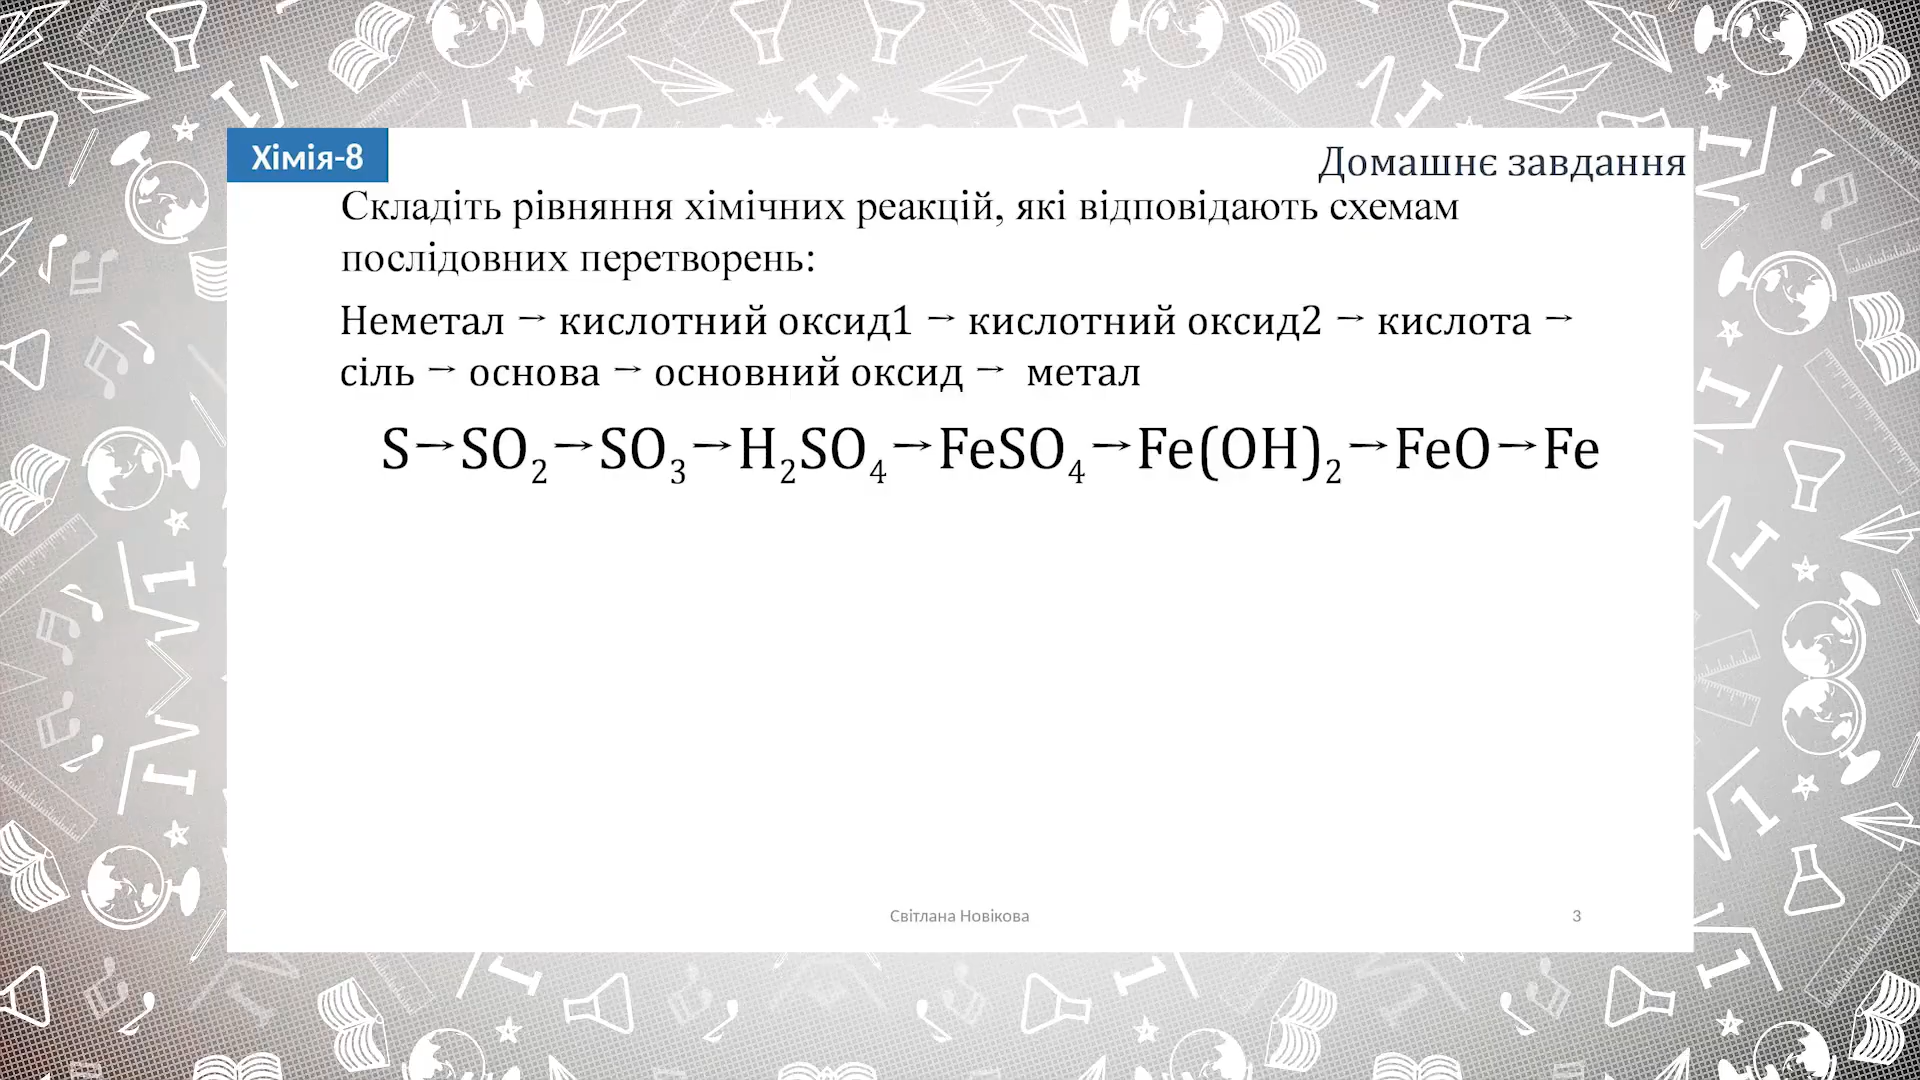 Хімія-8
Домашнє завдання
Складіть рівняння хімічних реакцій, які відповідають схемам
послідовних перетворень:
Неметал → кислотний оксид1 → кислотний оксид2 → кислота →
сіль → основа → основний оксид → метал
S→SO₂→SO₃→H₂SO₄→FeSO₄→Fe(OH)₂→FeO→Fe
Світлана Новікова
3